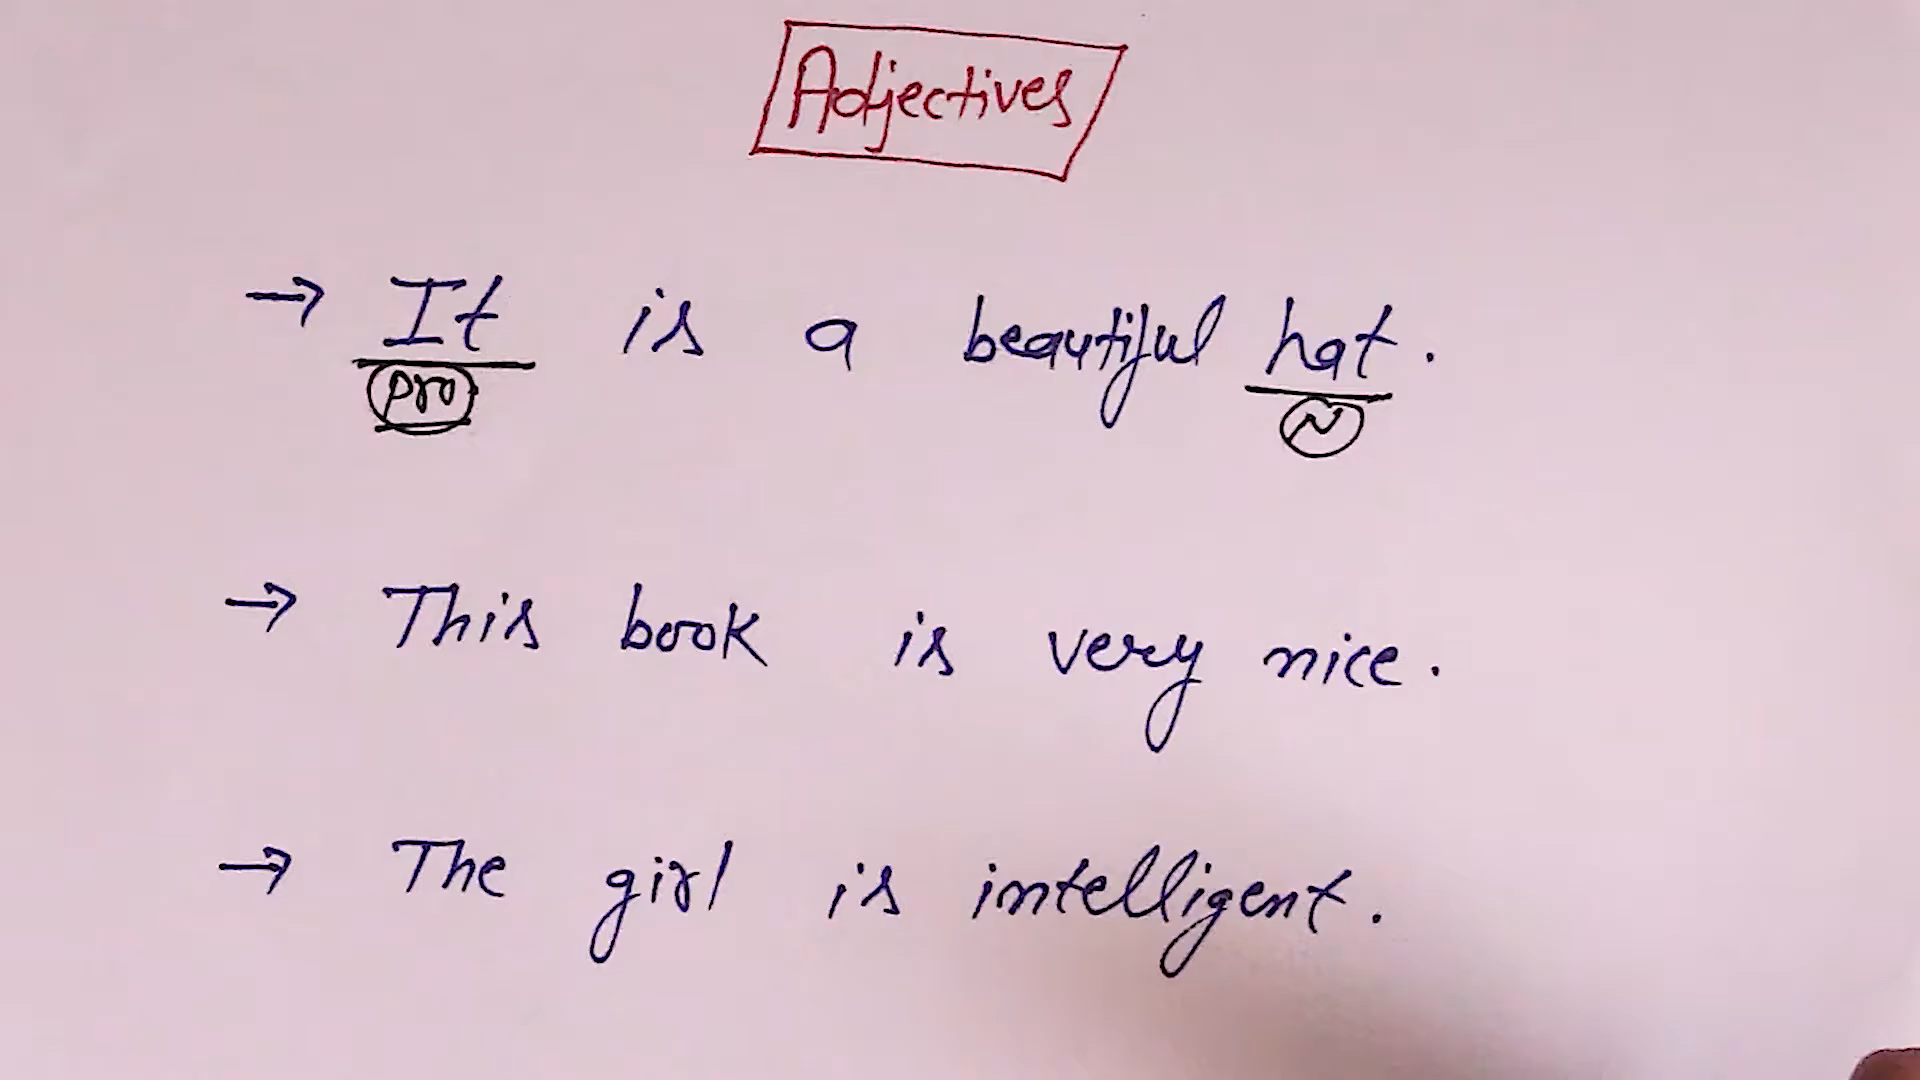 Adjectives
→ It is a beautiful hat.
pro N
→ This book is very nice.
→ The girl is intelligent.